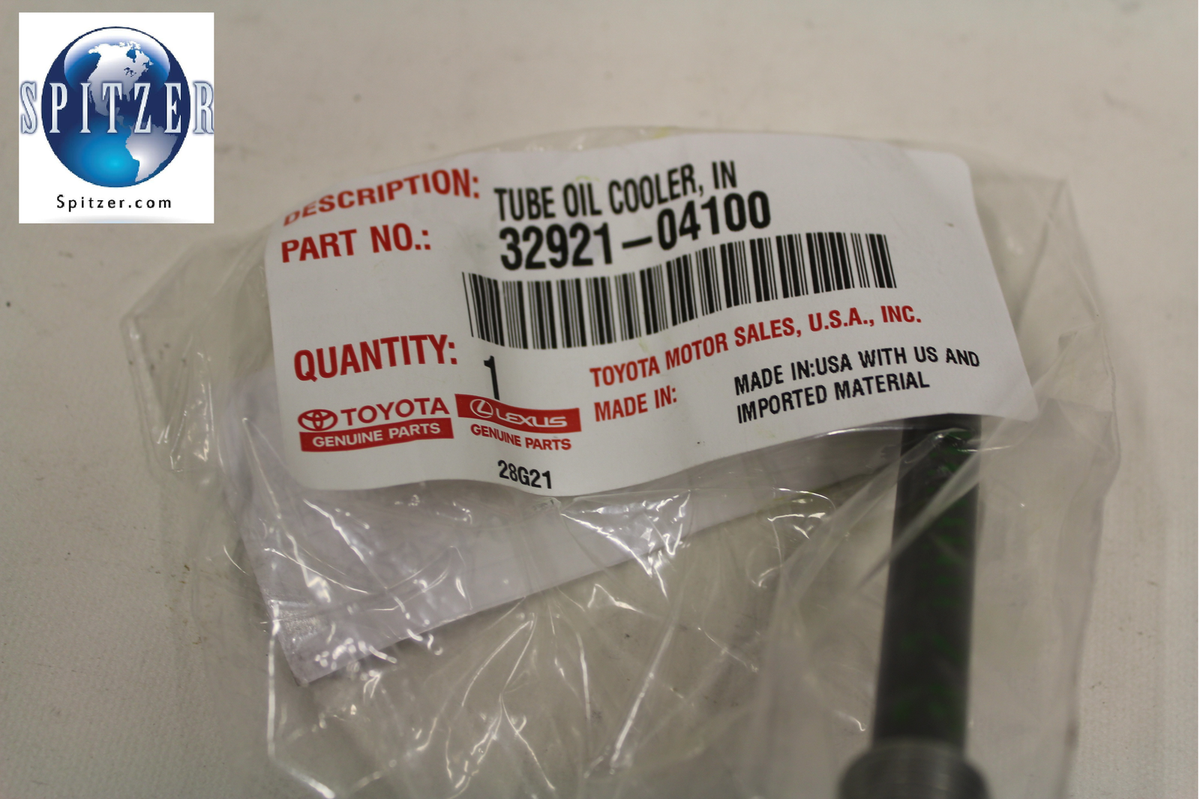 SPITZER
Spitzer.com
DESCRIPTION: TUBE OIL COOLER, IN
PART NO.: 32921-04100
QUANTITY: 1
TOYOTA MOTOR SALES, U.S.A., INC.
MADE IN: MADE IN:USA WITH US AND
IMPORTED MATERIAL
TOYOTA
GENUINE PARTS
LEXUS
GENUINE PARTS
28G21